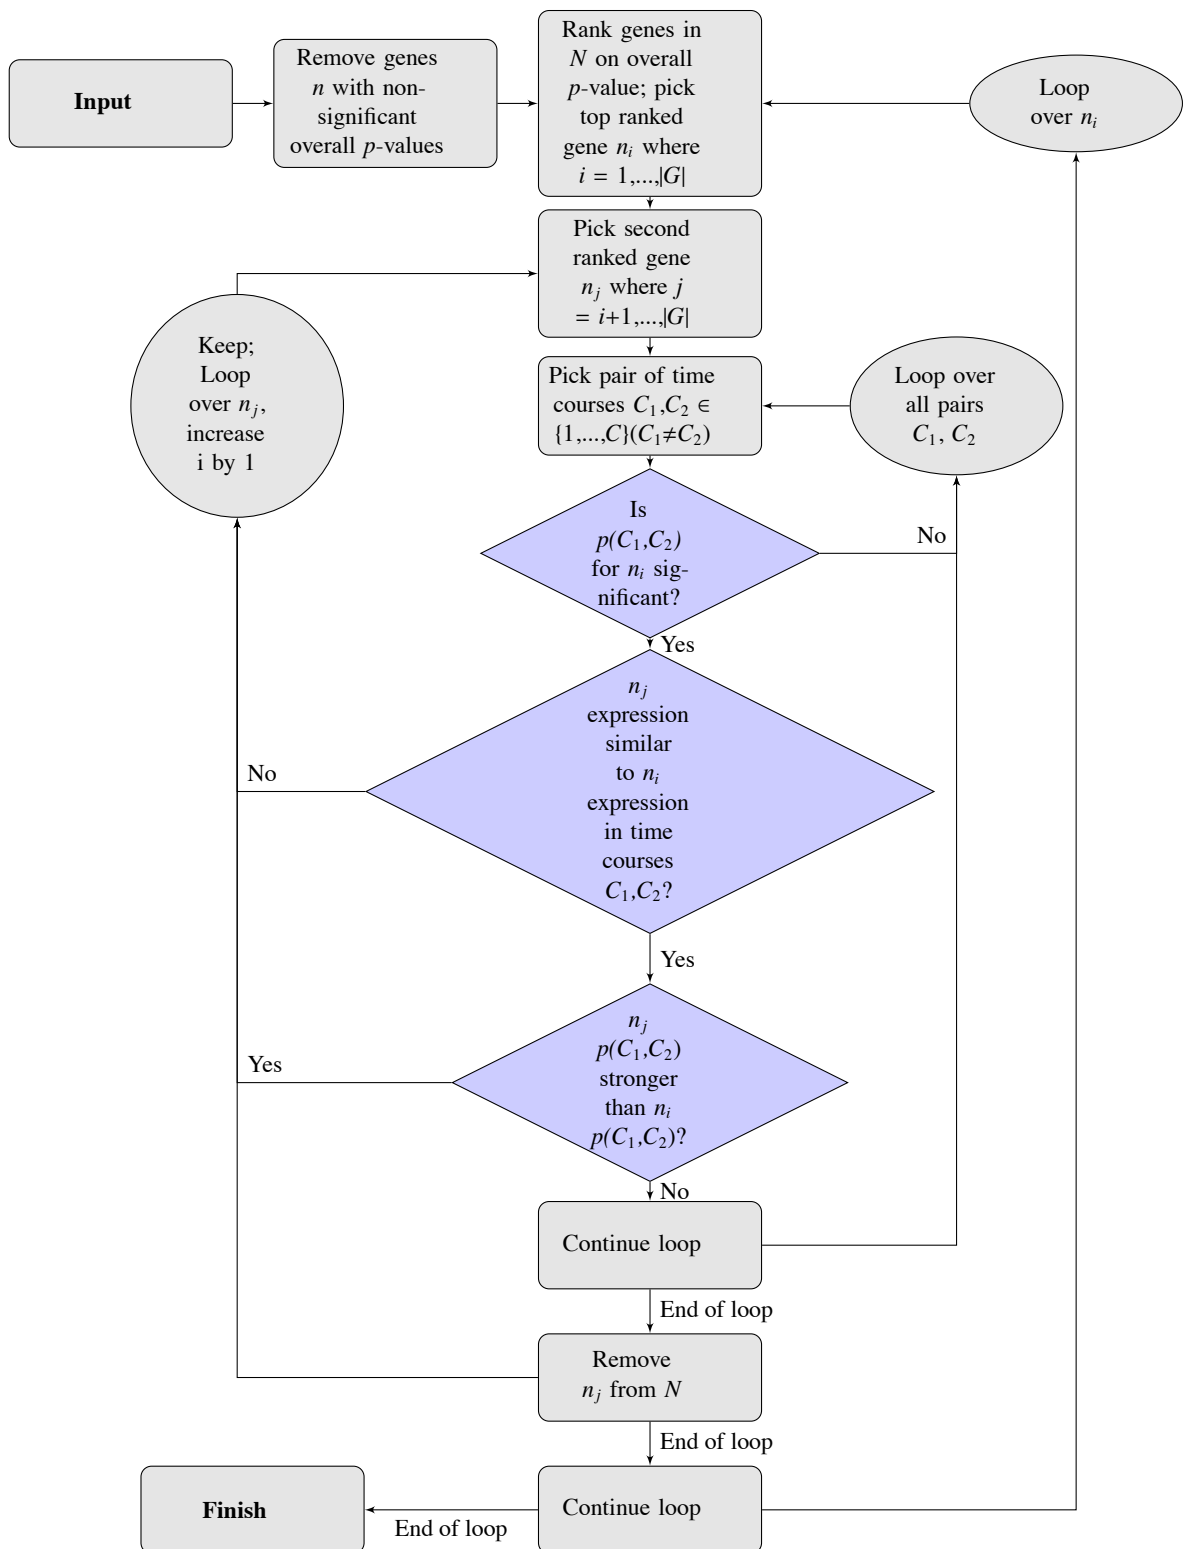 Input
Remove genes
n with non-
significant
overall p-values
Rank genes in
N on overall
p-value; pick
top ranked
gene nᵢ where
i = 1,...,|G|
Loop
over nᵢ
Pick second
ranked gene
nⱼ where j
= i+1,...,|G|
Keep;
Loop
over nⱼ,
increase
i by 1
Pick pair of time
courses C₁,C₂ ∈
{1,...,C}(C₁≠C₂)
Loop over
all pairs
C₁, C₂
Is
p(C₁,C₂)
for nᵢ sig-
nificant?
No
Yes
nⱼ
expression
similar
to nᵢ
expression
in time
courses
C₁,C₂?
No
Yes
nⱼ
p(C₁,C₂)
stronger
than nᵢ
p(C₁,C₂)?
Yes
No
Continue loop
End of loop
Remove
nⱼ from N
End of loop
Continue loop
End of loop
Finish